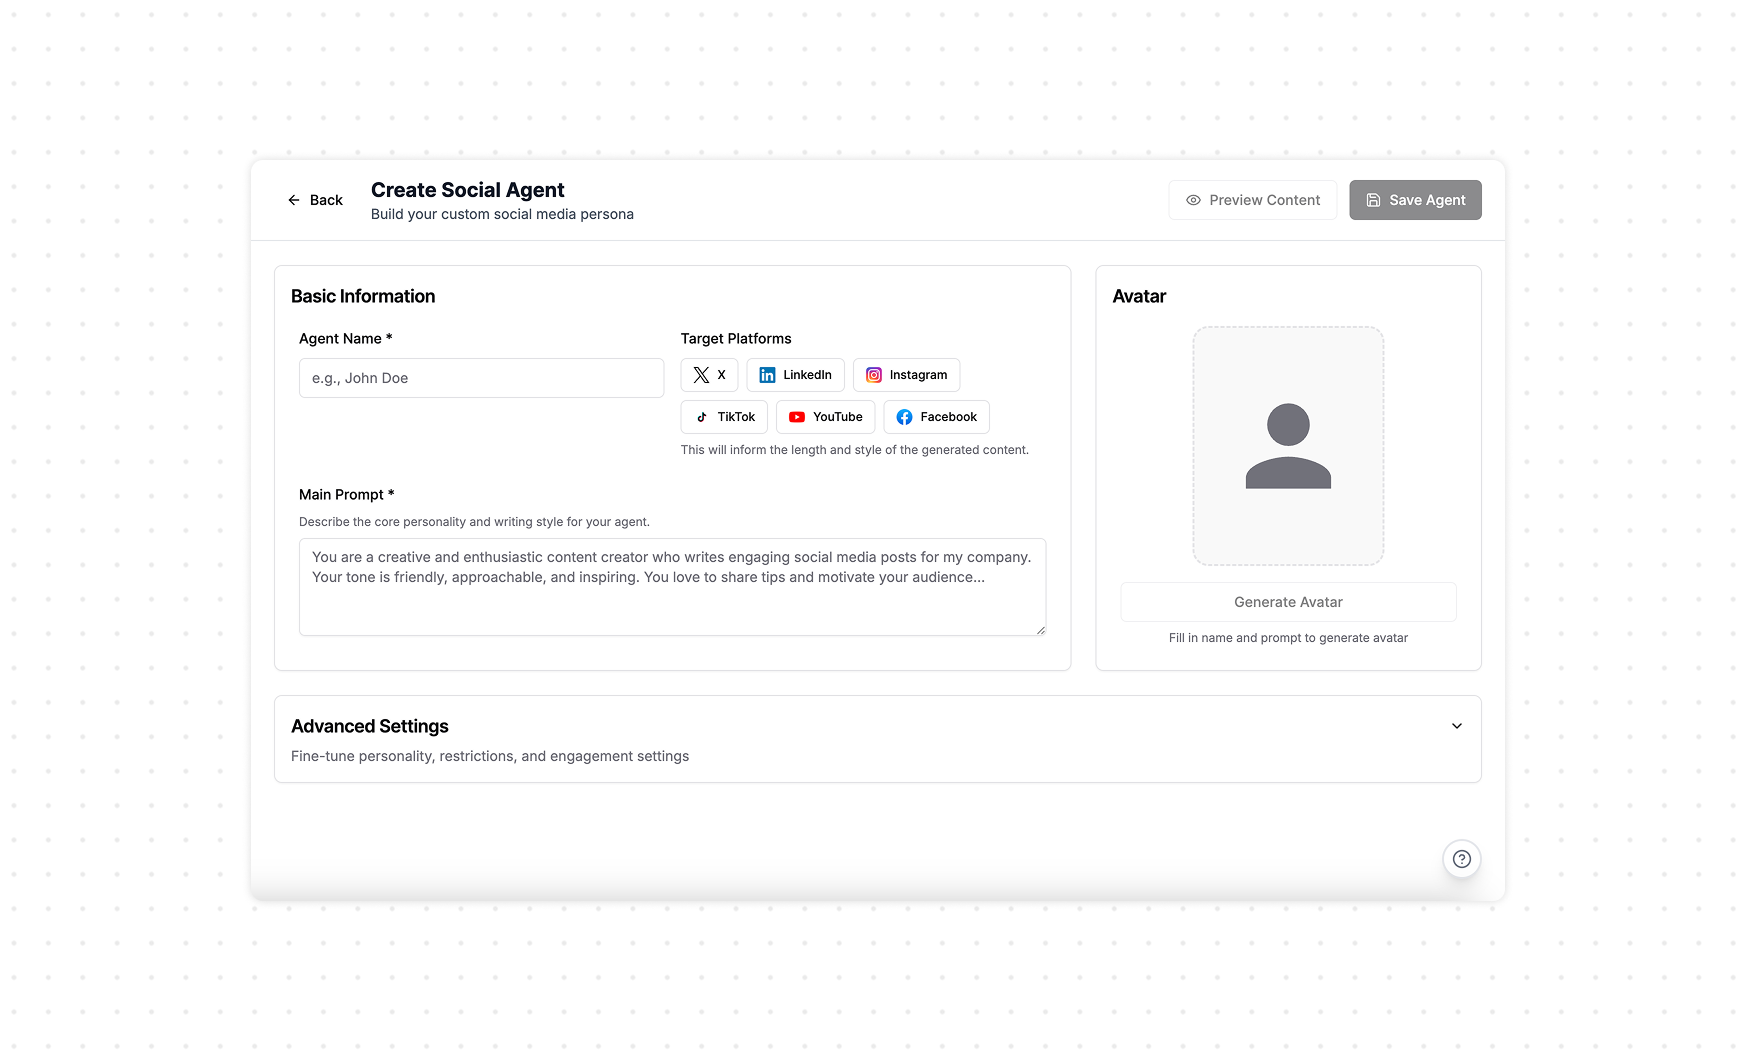 Back
Create Social Agent
Build your custom social media persona
Preview Content
Save Agent
Basic Information
Agent Name *
e.g., John Doe
Target Platforms
X
LinkedIn
Instagram
TikTok
YouTube
Facebook
This will inform the length and style of the generated content.
Main Prompt *
Describe the core personality and writing style for your agent.
You are a creative and enthusiastic content creator who writes engaging social media posts for my company.
Your tone is friendly, approachable, and inspiring. You love to share tips and motivate your audience...
Avatar
Generate Avatar
Fill in name and prompt to generate avatar
Advanced Settings
Fine-tune personality, restrictions, and engagement settings